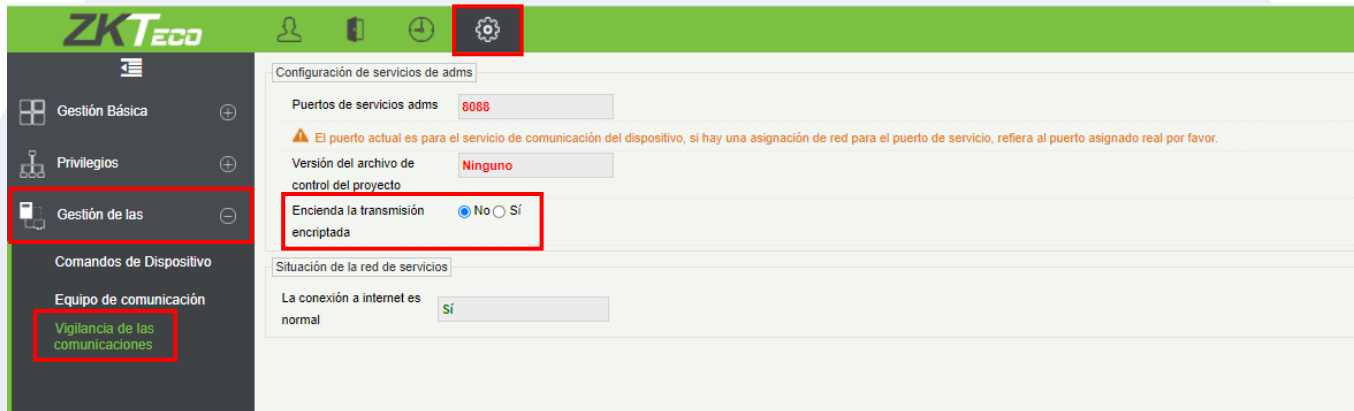 ZKTECO
Gestión Básica
Privilegios
Gestión de las
Comandos de Dispositivo
Equipo de comunicación
Vigilancia de las
comunicaciones
Configuración de servicios de adms
Puertos de servicios adms 8088
El puerto actual es para el servicio de comunicación del dispositivo, si hay una asignación de red para el puerto de servicio, refiera al puerto asignado real por favor.
Versión del archivo de
control del proyecto
Ninguno
Encienda la transmisión
encriptada
No Sí
Situación de la red de servicios
La conexión a internet es
normal
Sí